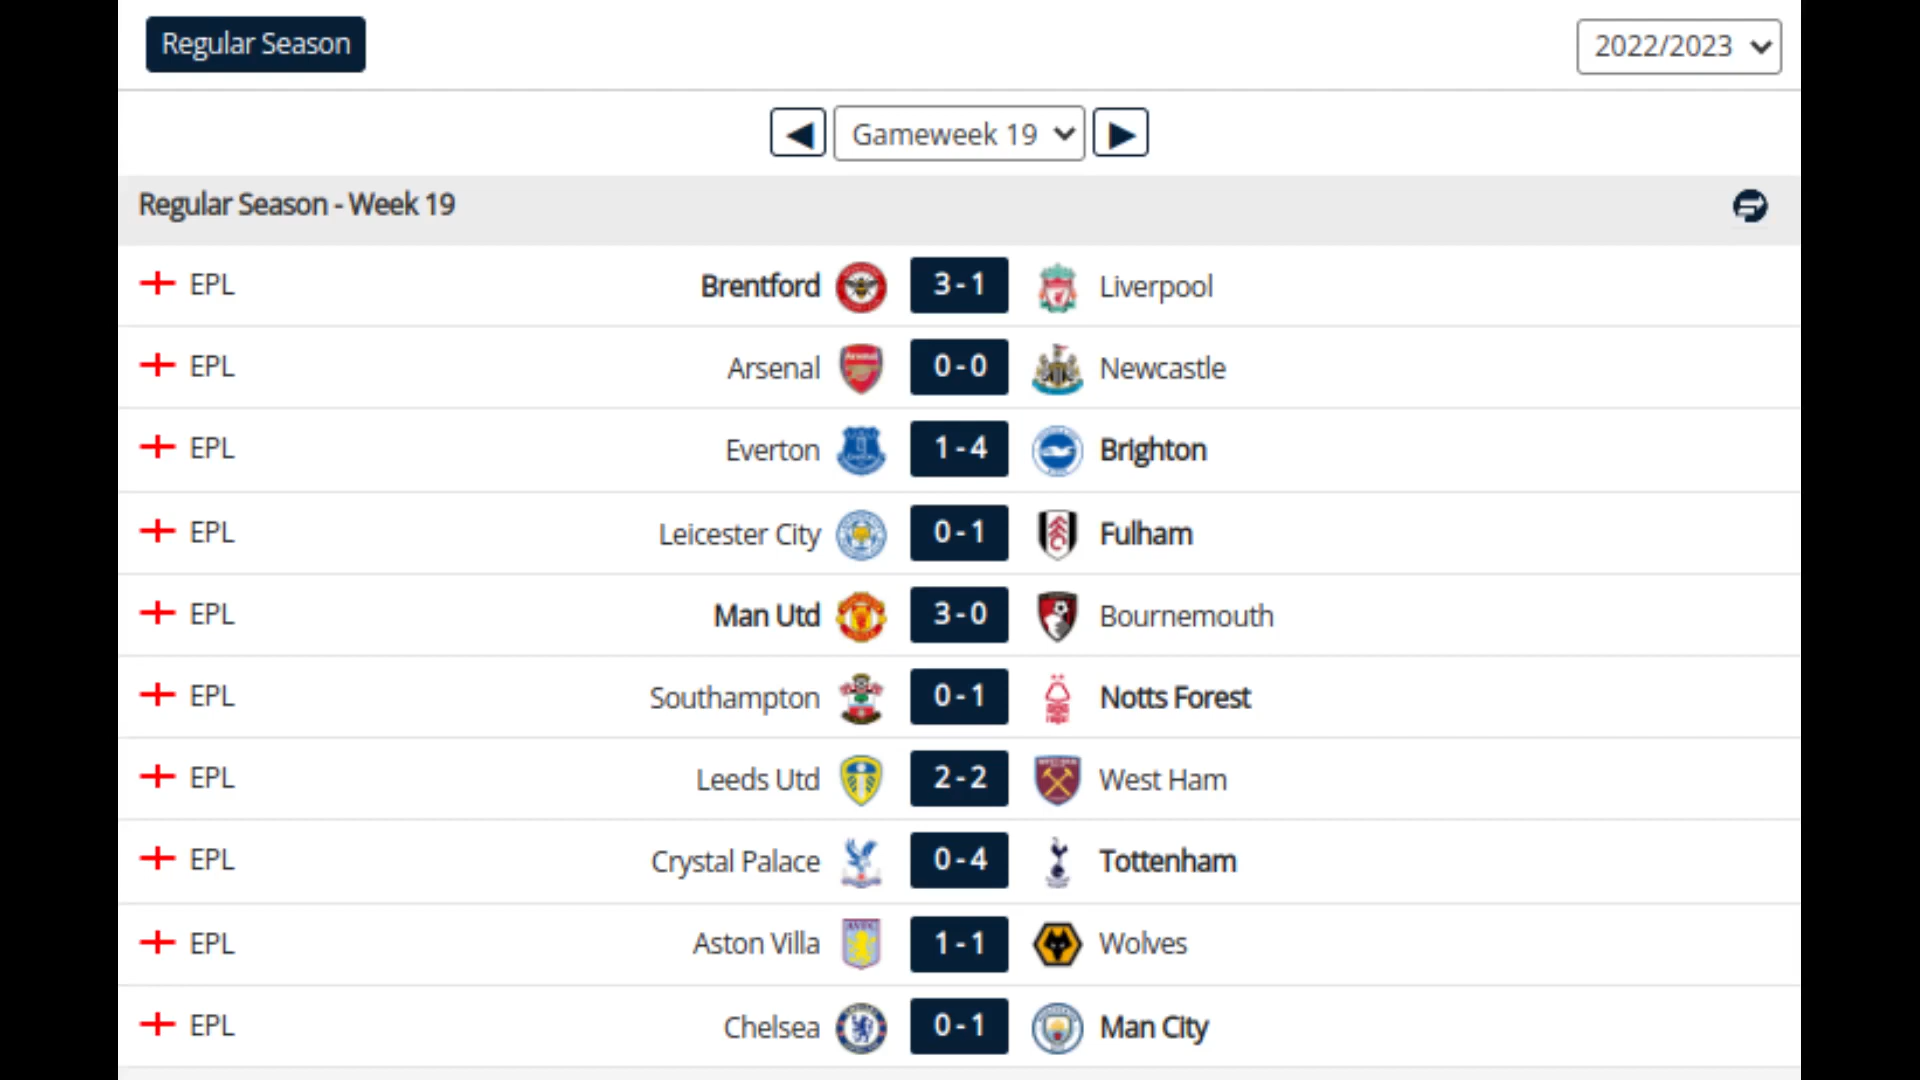 Regular Season 2022/2023
Gameweek 19
Regular Season - Week 19
EPL Brentford 3 - 1 Liverpool
EPL Arsenal 0 - 0 Newcastle
EPL Everton 1 - 4 Brighton
EPL Leicester City 0 - 1 Fulham
EPL Man Utd 3 - 0 Bournemouth
EPL Southampton 0 - 1 Notts Forest
EPL Leeds Utd 2 - 2 West Ham
EPL Crystal Palace 0 - 4 Tottenham
EPL Aston Villa 1 - 1 Wolves
EPL Chelsea 0 - 1 Man City